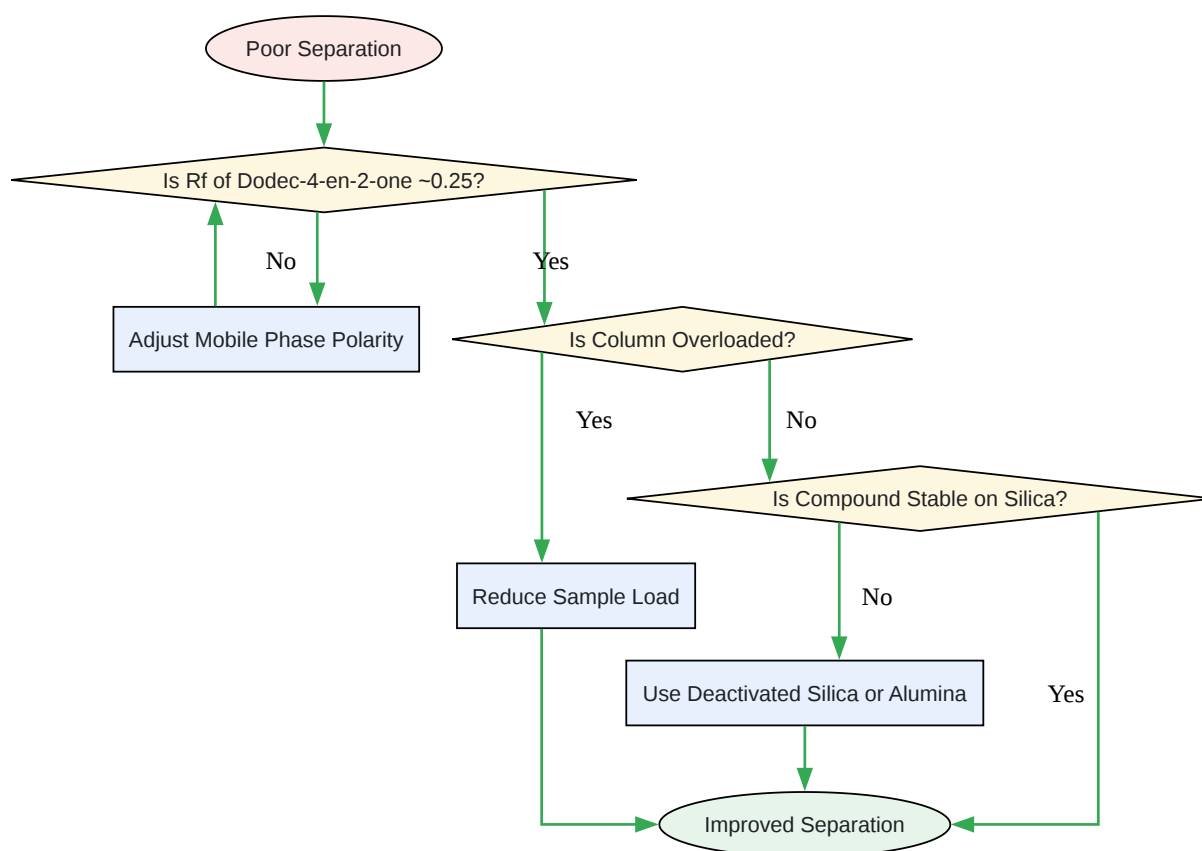 Poor Separation
Is Rf of Dodec-4-en-2-one ~0.25?
No
Yes
Adjust Mobile Phase Polarity
Is Column Overloaded?
Yes
No
Is Compound Stable on Silica?
Reduce Sample Load
No
Use Deactivated Silica or Alumina
Yes
Improved Separation